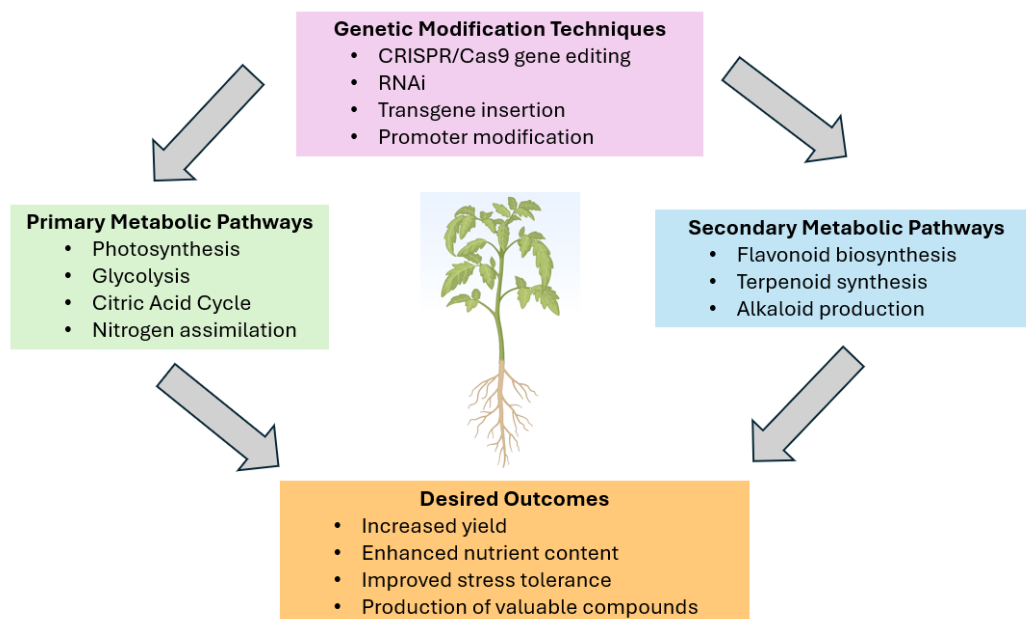 Genetic Modification Techniques
• CRISPR/Cas9 gene editing
• RNAi
• Transgene insertion
• Promoter modification
Primary Metabolic Pathways
• Photosynthesis
• Glycolysis
• Citric Acid Cycle
• Nitrogen assimilation
Secondary Metabolic Pathways
• Flavonoid biosynthesis
• Terpenoid synthesis
• Alkaloid production
Desired Outcomes
• Increased yield
• Enhanced nutrient content
• Improved stress tolerance
• Production of valuable compounds